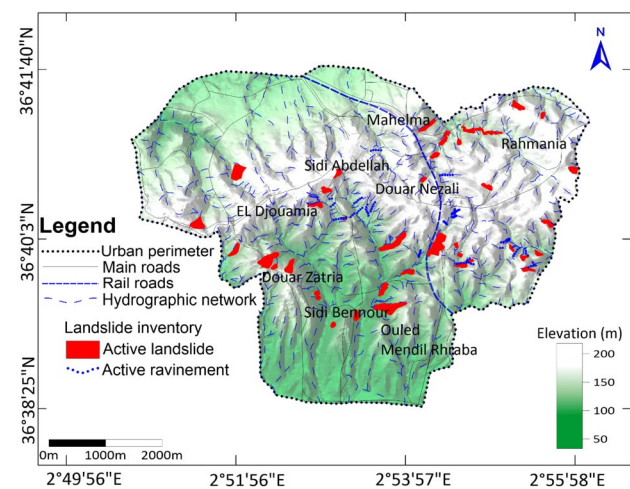 N
36°41'40"N
36°40'3"N
36°38'25"N
Mahelma
Rahmania
Sidi Abdellah
Douar Nezali
EL Djouamia
Douar Zatria
Sidi Bennour
Ouled
Mendil Rhraba
Legend
Urban perimeter
Main roads
Rail roads
Hydrographic network
Landslide inventory
Active landslide
Active ravinement
0m 1000m 2000m
Elevation (m)
200
150
100
50
2°49'56"E 2°51'56"E 2°53'57"E 2°55'58"E